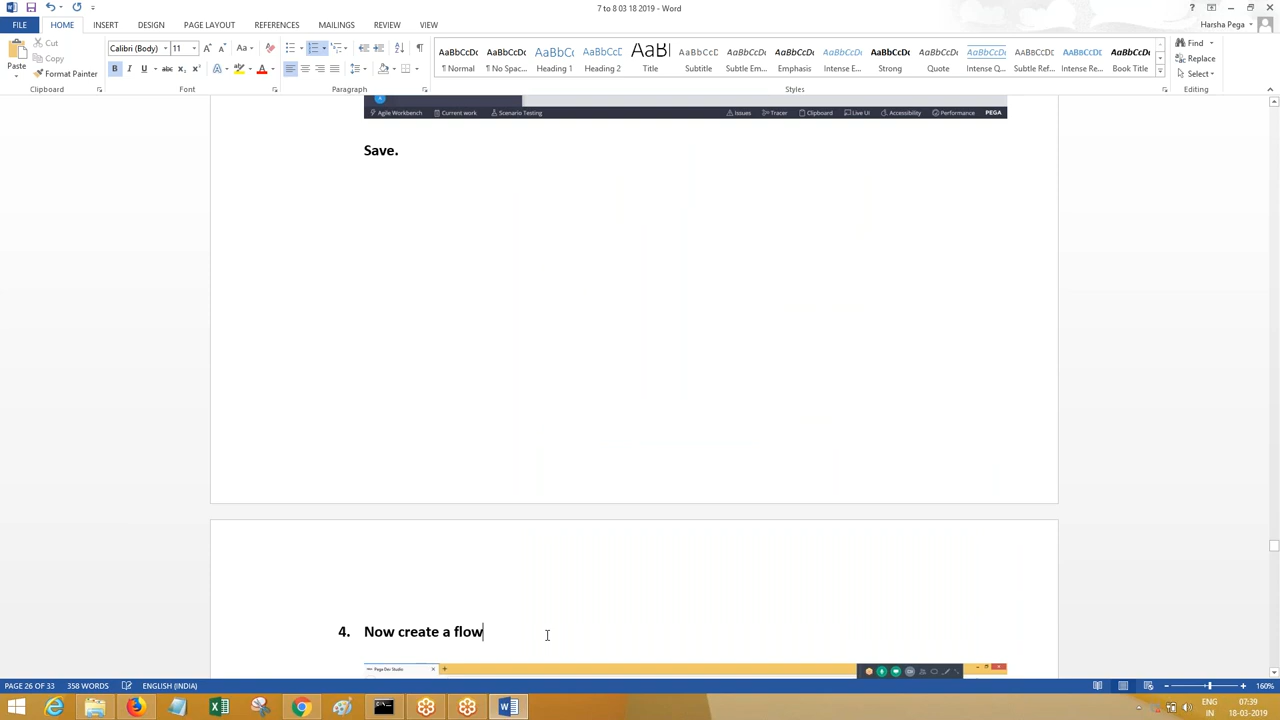 7 to 8 03 18 2019 - Word
FILE HOME INSERT DESIGN PAGE LAYOUT REFERENCES MAILINGS REVIEW VIEW Harsha Pega
Cut
Copy
Format Painter
Paste
Calibri (Body) 11
AaBbCcDc AaBbCcDc AaBbCc AaBbCcD AaBl AaBbCcD AaBbCcDc AaBbCcDc AaBbCcDc AaBbCcDc AaBbCcDc AaBbCcDc AaBbCcDc AaBbCcDc AaBbCcDc
¶ Normal ¶ No Spac... Heading 1 Heading 2 Title Subtitle Subtle Em... Emphasis Intense E... Strong Quote Intense Q... Subtle Ref... Intense Re... Book Title
Find
Replace
Select
Clipboard Font Paragraph Styles Editing
Agile Workbench Current work Scenario Testing Issues Tracer Clipboard Live UI Accessibility Performance PEGA
Save.
4. Now create a flow
Pega Dev Studio
PAGE 26 OF 33 358 WORDS ENGLISH (INDIA) 160%
ENG 07:39
IN 18-03-2019